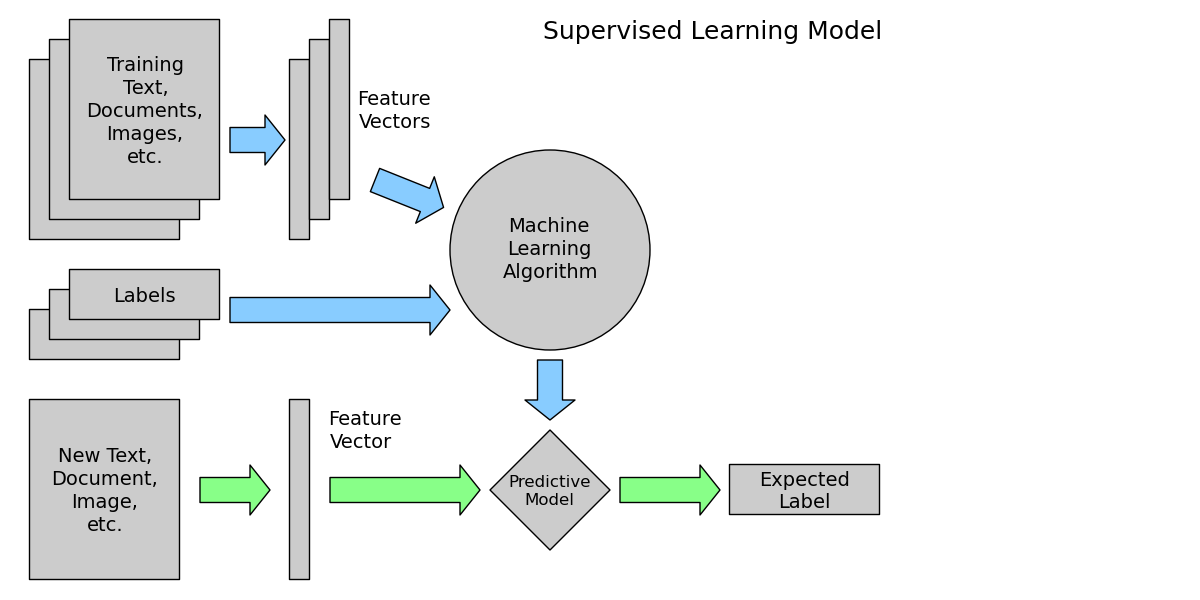 Supervised Learning Model
Training
Text,
Documents,
Images,
etc.
Feature
Vectors
Machine
Learning
Algorithm
Labels
New Text,
Document,
Image,
etc.
Feature
Vector
Predictive
Model
Expected
Label